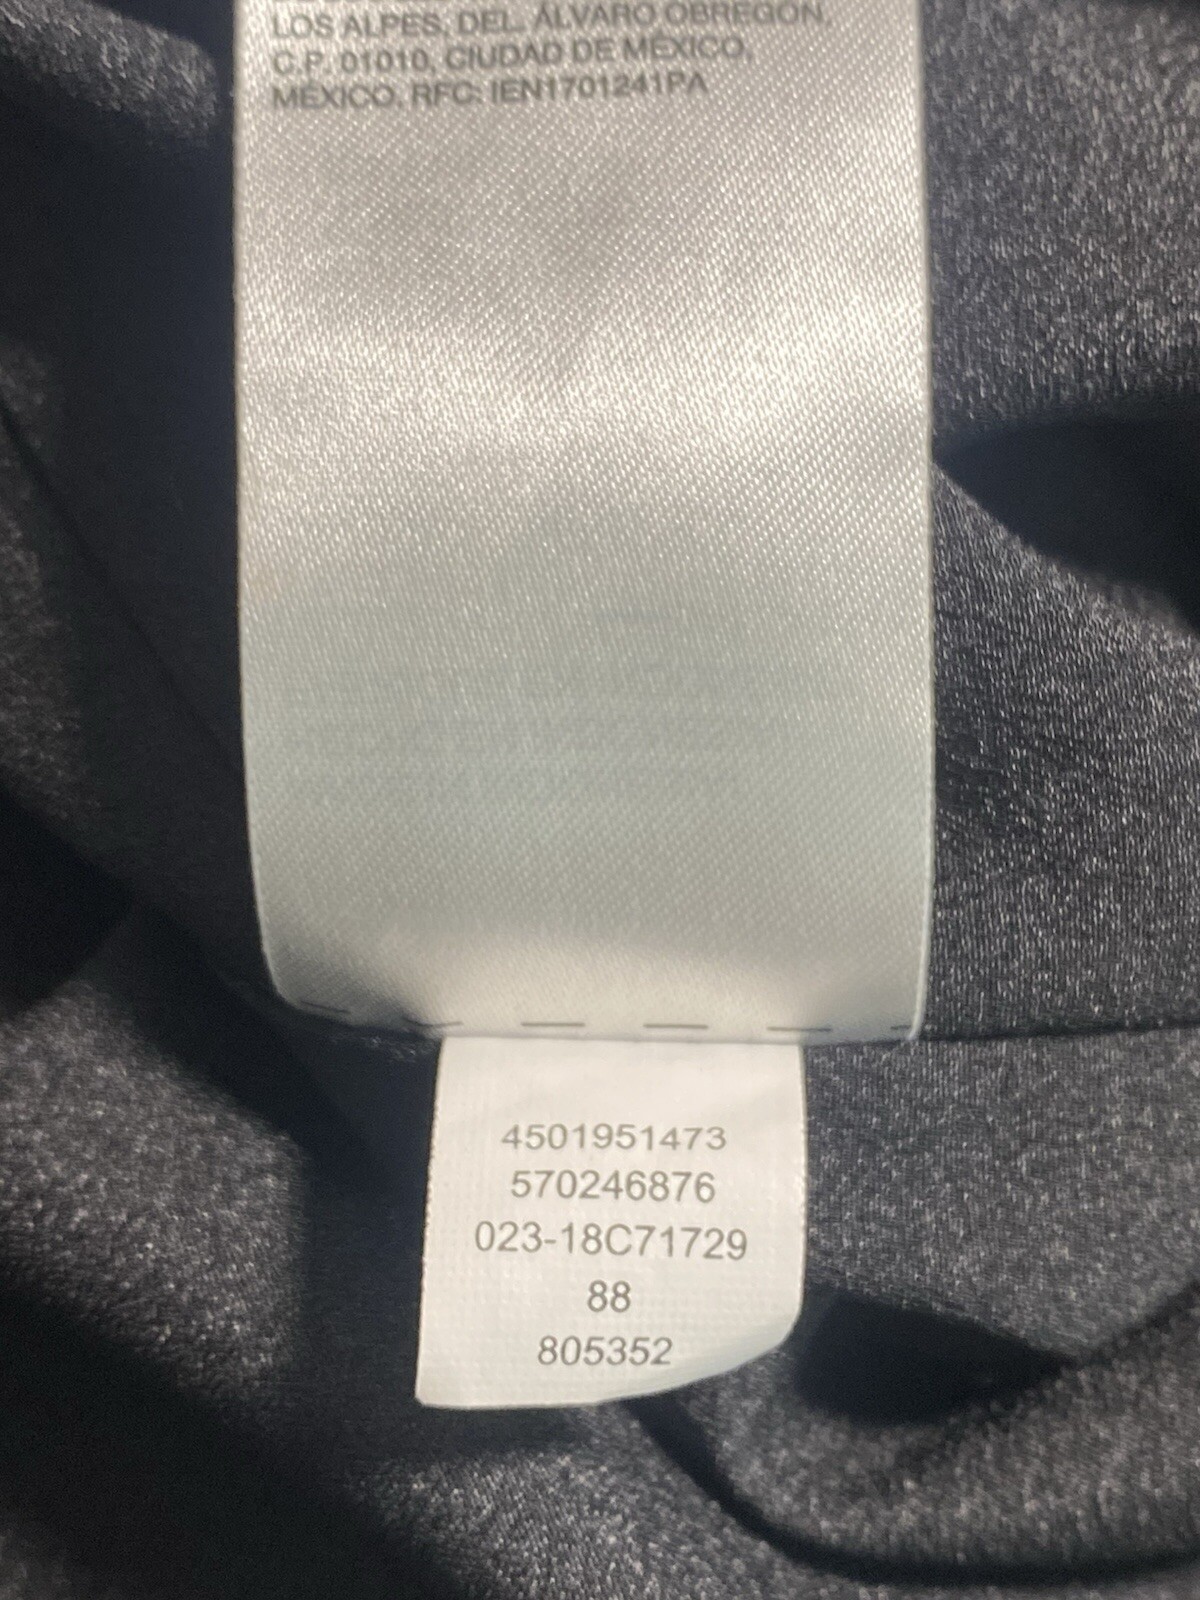 LOS ALPES, DEL. ÁLVARO OBREGÓN,
C.P. 01010, CIUDAD DE MÉXICO,
MÉXICO. RFC: IEN1701241PA
4501951473
570246876
023-18C71729
88
805352